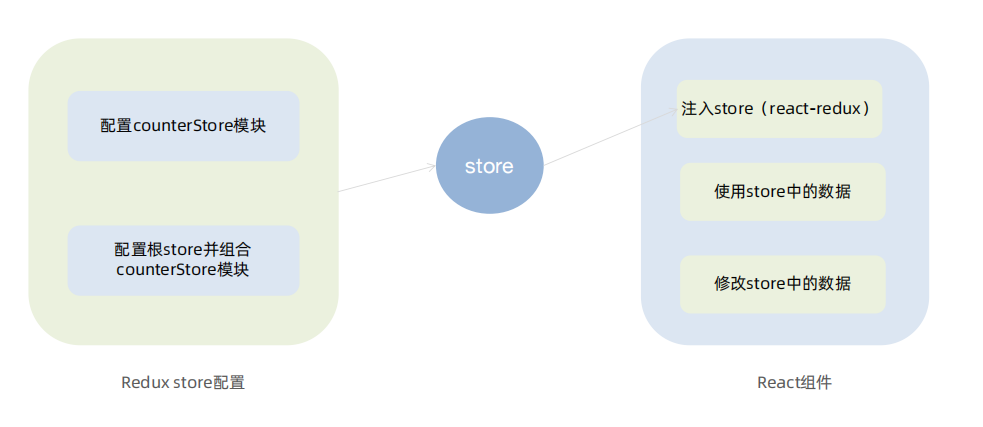 配置counterStore模块
配置根store并组合
counterStore模块
Redux store配置
store
注入store（react-redux）
使用store中的数据
修改store中的数据
React组件